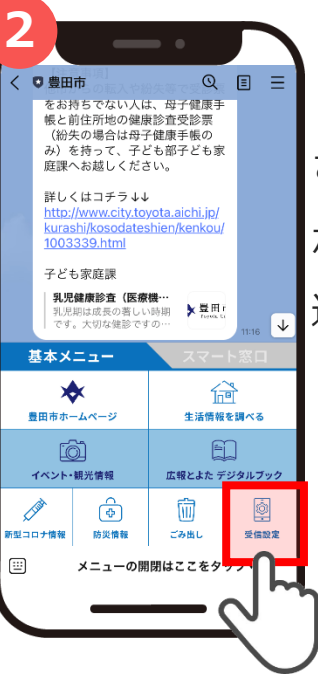 2
豊田市
をお持ちでない人は、母子健康手
帳と前住所地の健康診査受診票
（紛失の場合は母子健康手帳の
み）を持って、子ども部子ども家
庭課へお越しください。
詳しくはコチラ↓↓
http://www.city.toyota.aichi.jp/
kurashi/kosodateshien/kenkou/
1003339.html
子ども家庭課
乳児健康診査（医療機…
乳児期は成長の著しい時期
です。大切な健診ですの…
豊田
11:16
基本メニュー
スマート窓口
豊田市ホームページ
生活情報を調べる
イベント・観光情報
広報とよた デジタルブック
新型コロナ情報
防災情報
ごみ出し
受信設定
メニューの開閉はここをタップ